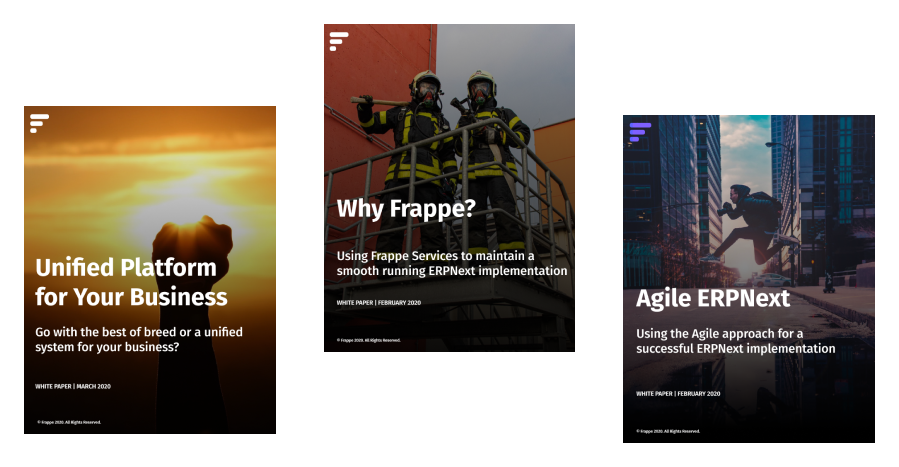 Unified Platform
for Your Business
Go with the best of breed or a unified
system for your business?
WHITE PAPER | MARCH 2020
© Frappe 2020. All Rights Reserved.
Why Frappe?
Using Frappe Services to maintain a
smooth running ERPNext implementation
WHITE PAPER | FEBRUARY 2020
© Frappe 2020. All Rights Reserved.
Agile ERPNext
Using the Agile approach for a
successful ERPNext implementation
WHITE PAPER | FEBRUARY 2020
© Frappe 2020. All Rights Reserved.